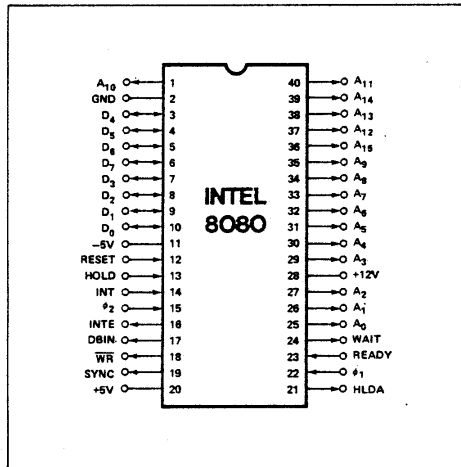 A10 1 40 A11
GND 2 39 A14
D4 3 38 A13
D5 4 37 A12
D6 5 36 A15
D7 6 35 A9
D3 7 34 A8
D2 8 33 A7
D1 9 32 A6
D0 10 31 A5
-5V 11 30 A4
RESET 12 29 A3
HOLD 13 28 +12V
INT 14 27 A2
ϕ2 15 26 A1
INTE 16 25 A0
DBIN 17 24 WAIT
W̅R̅ 18 23 READY
SYNC 19 22 ϕ1
+5V 20 21 HLDA
INTEL
8080